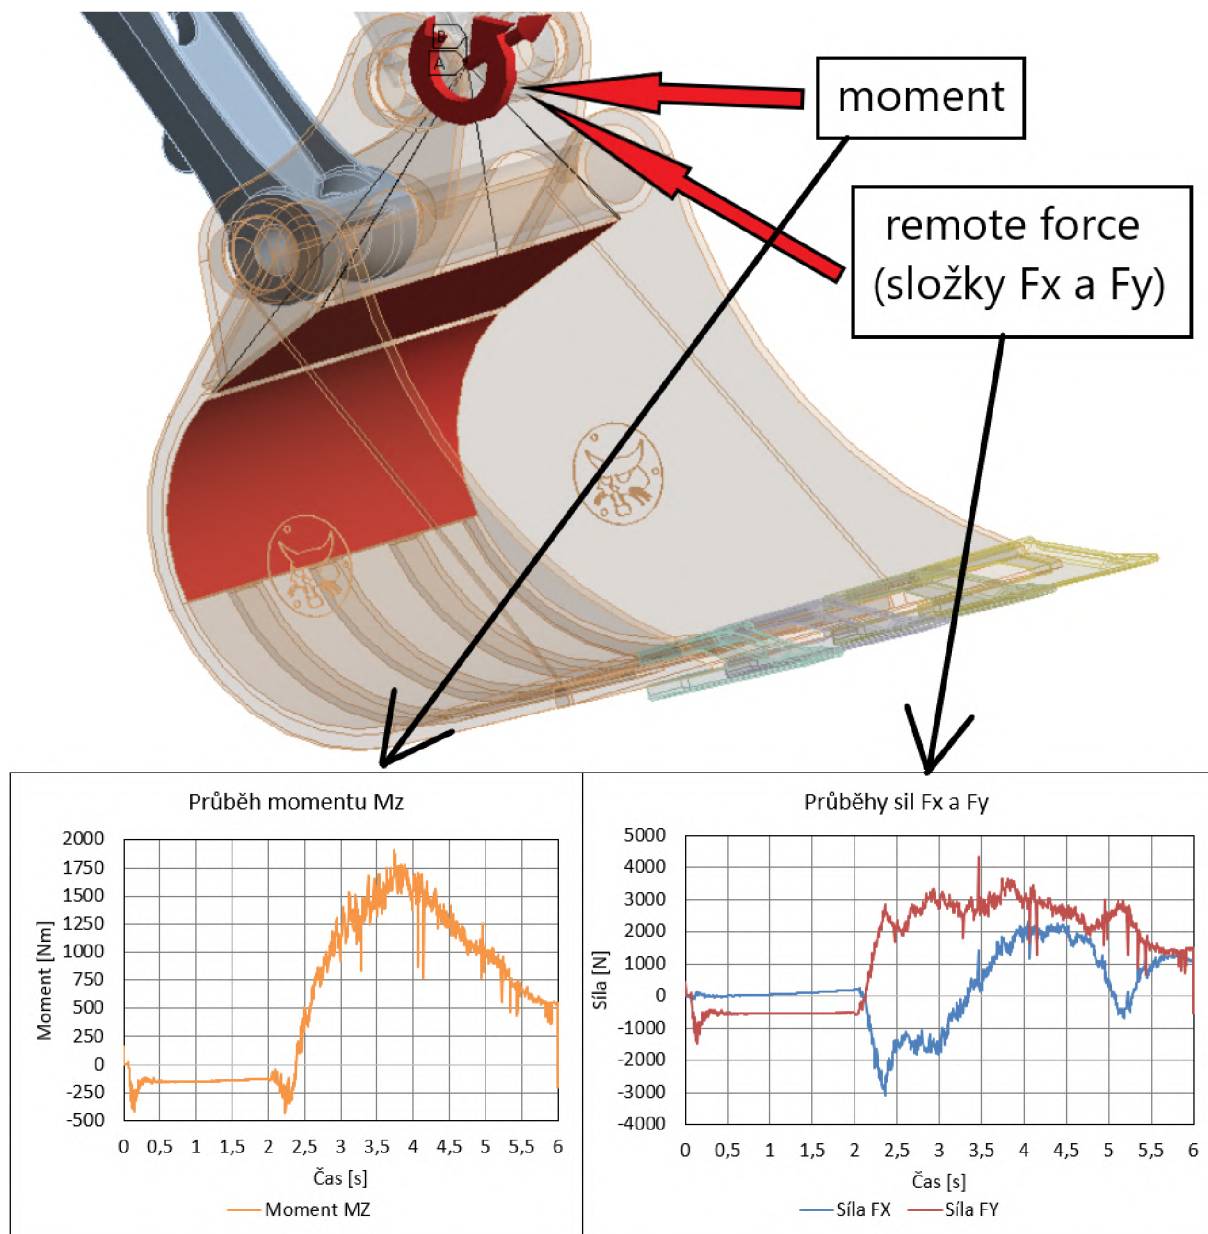 B
A
moment
remote force
(složky Fx a Fy)
Průběh momentu Mz
2000
1750
1500
1250
1000
750
500
250
0
-250
-500
Moment [Nm]
0 0,5 1 1,5 2 2,5 3 3,5 4 4,5 5 5,5 6
Čas [s]
Moment MZ
Průběhy sil Fx a Fy
5000
4000
3000
2000
1000
0
-1000
-2000
-3000
-4000
Síla [N]
0 0,5 1 1,5 2 2,5 3 3,5 4 4,5 5 5,5 6
Čas [s]
Síla FX Síla FY